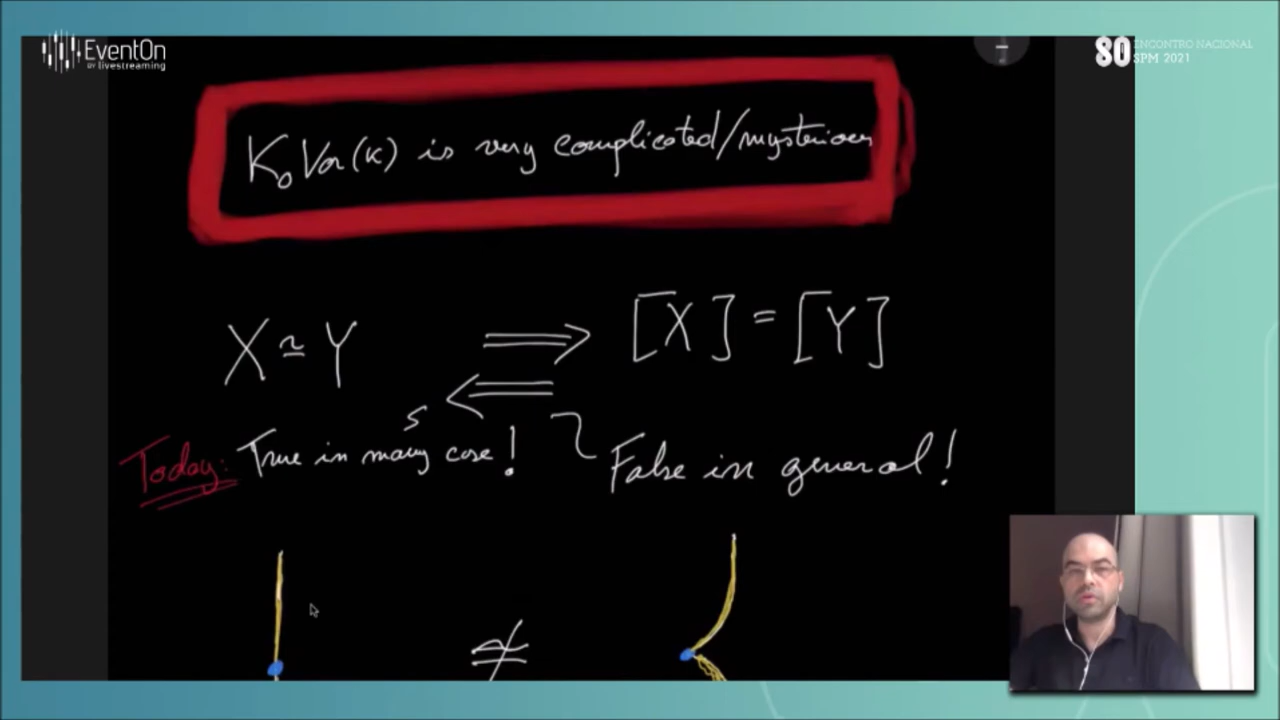 EventOn
BY livestreaming
80 ENCONTRO NACIONAL
SPM 2021
K₀Var(K) is very complicated/mysterious
X ≃ Y ⟹ [X] = [Y]
⟸
Today: True in many cases! False in general!
≄